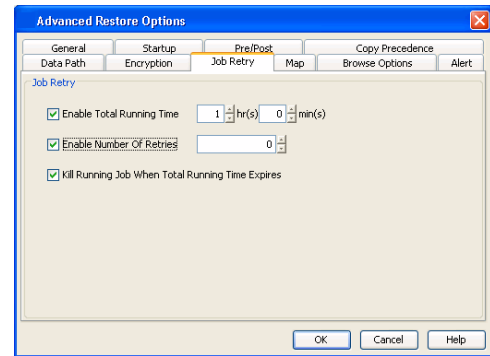 Advanced Restore Options
General Startup Pre/Post Copy Precedence
Data Path Encryption Job Retry Map Browse Options Alert
Job Retry
Enable Total Running Time 1 hr(s) 0 min(s)
Enable Number Of Retries 0
Kill Running Job When Total Running Time Expires
OK Cancel Help